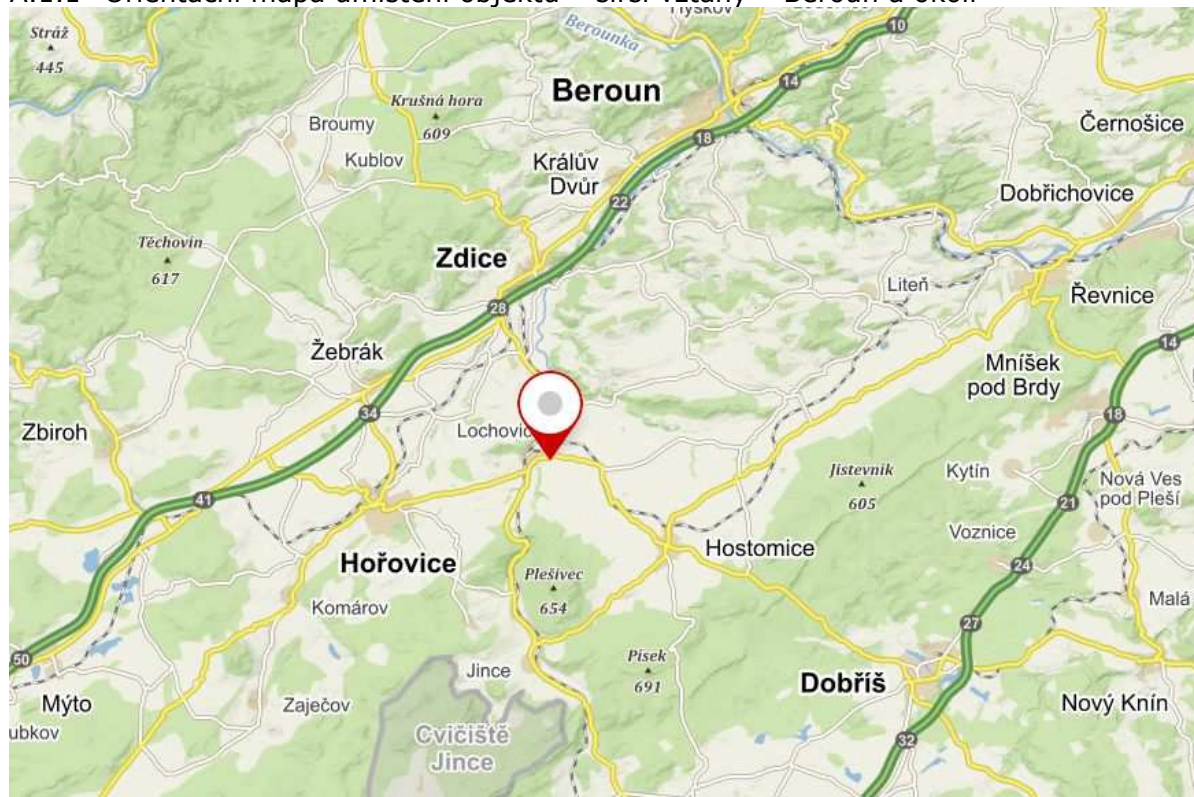 Stráž
445
Berounka
10
Beroun
14
Krušná hora
609
Broumy
Kublov
18
Černošice
Králův
Dvůr
Dobřichovice
22
Těchovín
617
Zdice
Liteň
Řevnice
28
14
Žebrák
Mníšek
pod Brdy
34
18
Zbiroh
Jistevník
605
Kytín
Nová Ves
pod Pleší
41
21
Voznice
Hostomice
24
Hořovice
Plešivec
654
Komárov
Malá
27
50
Jince
Písek
691
Dobříš
Mýto
Zaječov
Nový Knín
Cvičiště
Jince
32